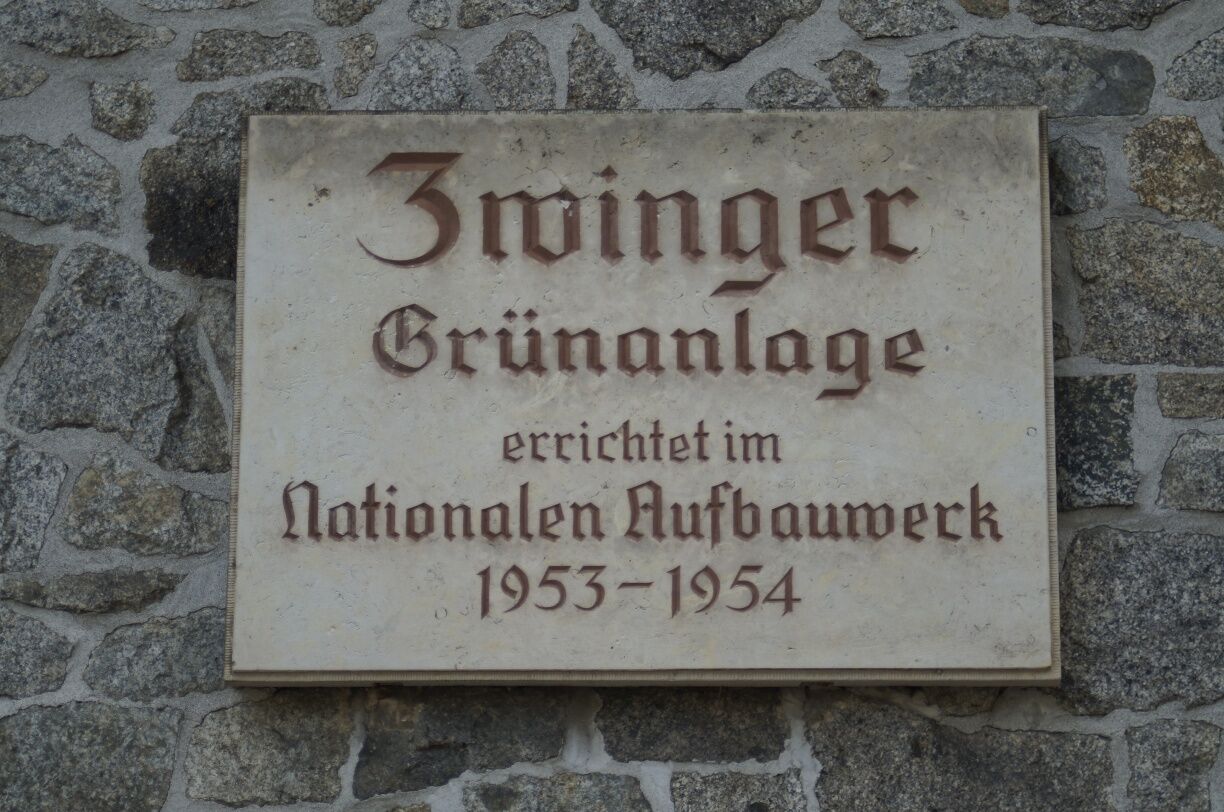 Zwinger
Grünanlage
errichtet im
Nationalen Aufbauwerk
1953-1954